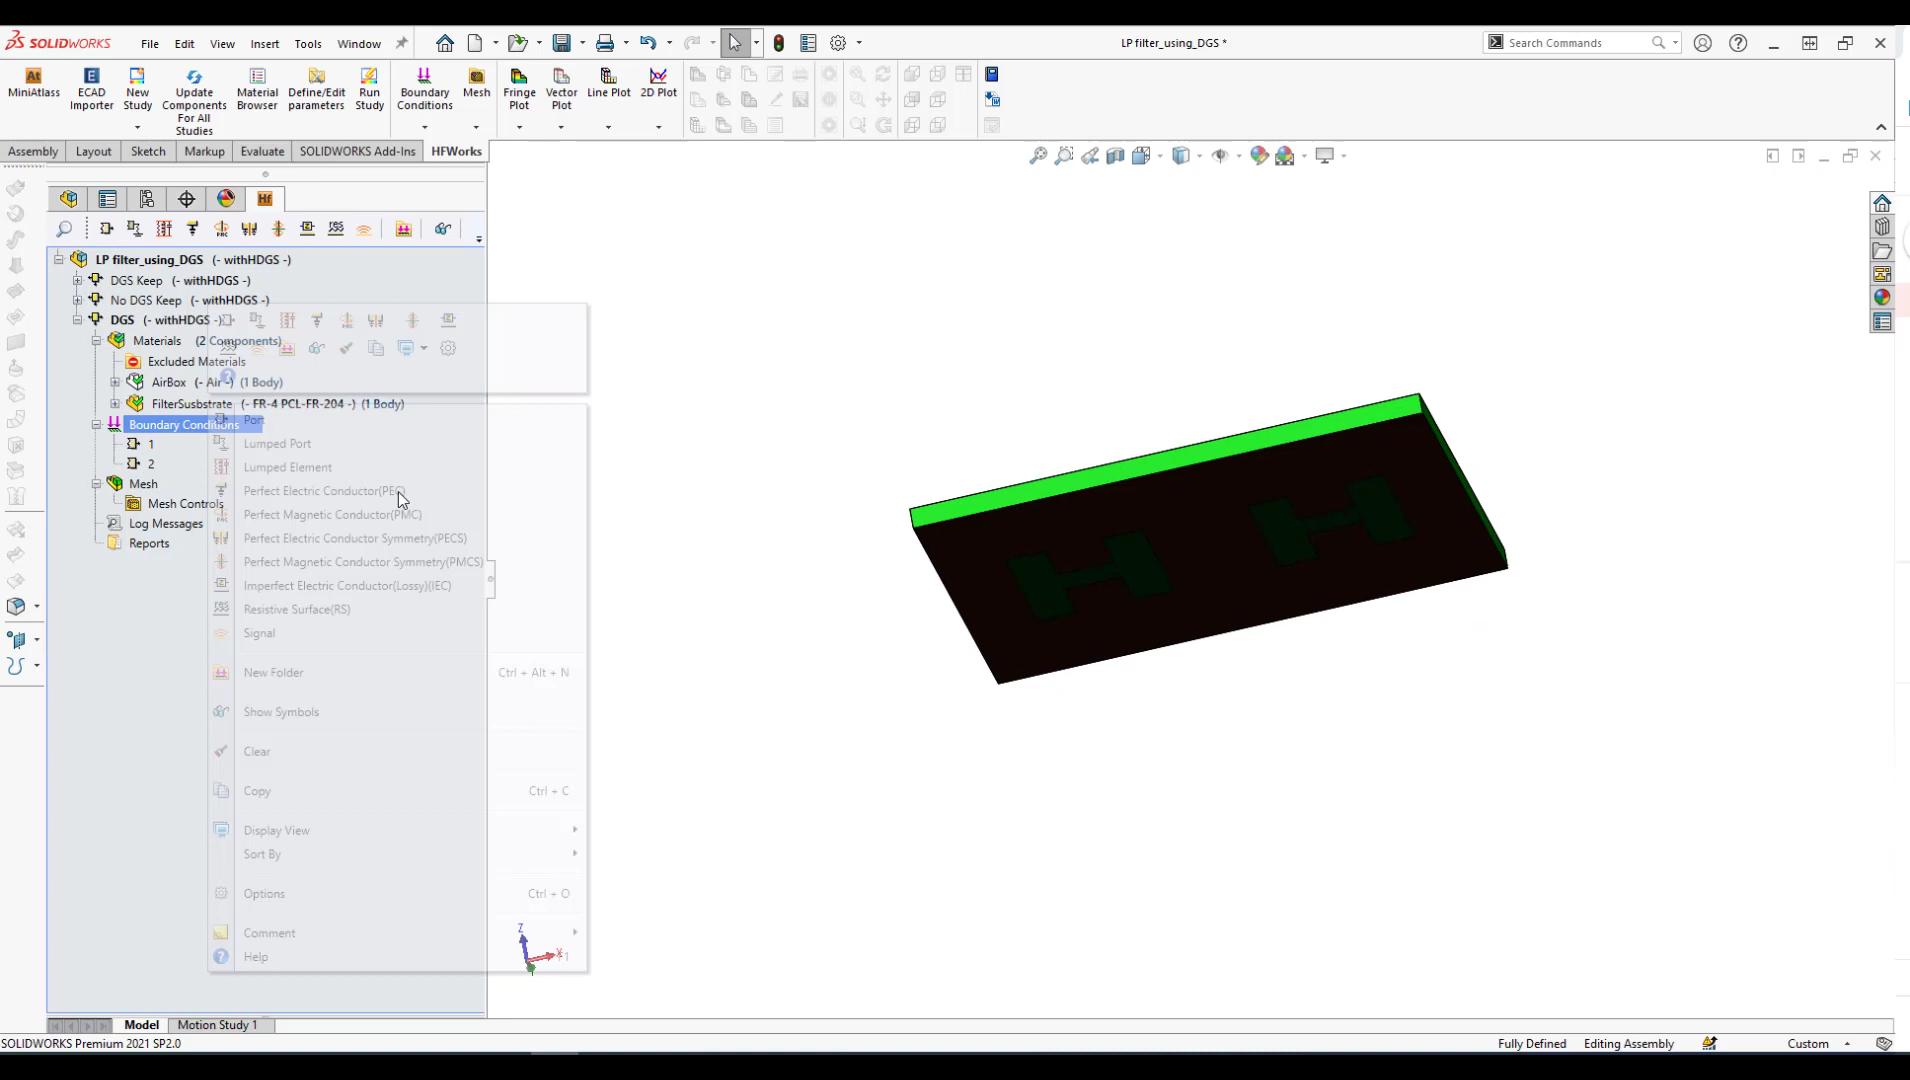 SOLIDWORKS File Edit View Insert Tools Window LP filter_using_DGS * Search Commands
MiniAtlass ECAD Importer New Study Update Components For All Studies Material Browser Define/Edit parameters Run Study Boundary Conditions Mesh Fringe Plot Vector Plot Line Plot 2D Plot
Assembly Layout Sketch Markup Evaluate SOLIDWORKS Add-Ins HFWorks
LP filter_using_DGS (- withHDGS -)
DGS Keep (- withHDGS -)
No DGS Keep (- withHDGS -)
DGS (- withHDGS -)
Materials (2 Components)
Excluded Materials
AirBox (- Air -) (1 Body)
FilterSusbstrate (- FR-4 PCL-FR-204 -) (1 Body)
Boundary Conditions
1
2
Mesh
Mesh Controls
Log Messages
Reports
Port
Lumped Port
Lumped Element
Perfect Electric Conductor(PEC)
Perfect Magnetic Conductor(PMC)
Perfect Electric Conductor Symmetry(PECS)
Perfect Magnetic Conductor Symmetry(PMCS)
Imperfect Electric Conductor(Lossy)(IEC)
Resistive Surface(RS)
Signal
New Folder Ctrl + Alt + N
Show Symbols
Clear
Copy Ctrl + C
Display View
Sort By
Options Ctrl + O
Comment
Help
Z
X
Model Motion Study 1
SOLIDWORKS Premium 2021 SP2.0 Fully Defined Editing Assembly Custom